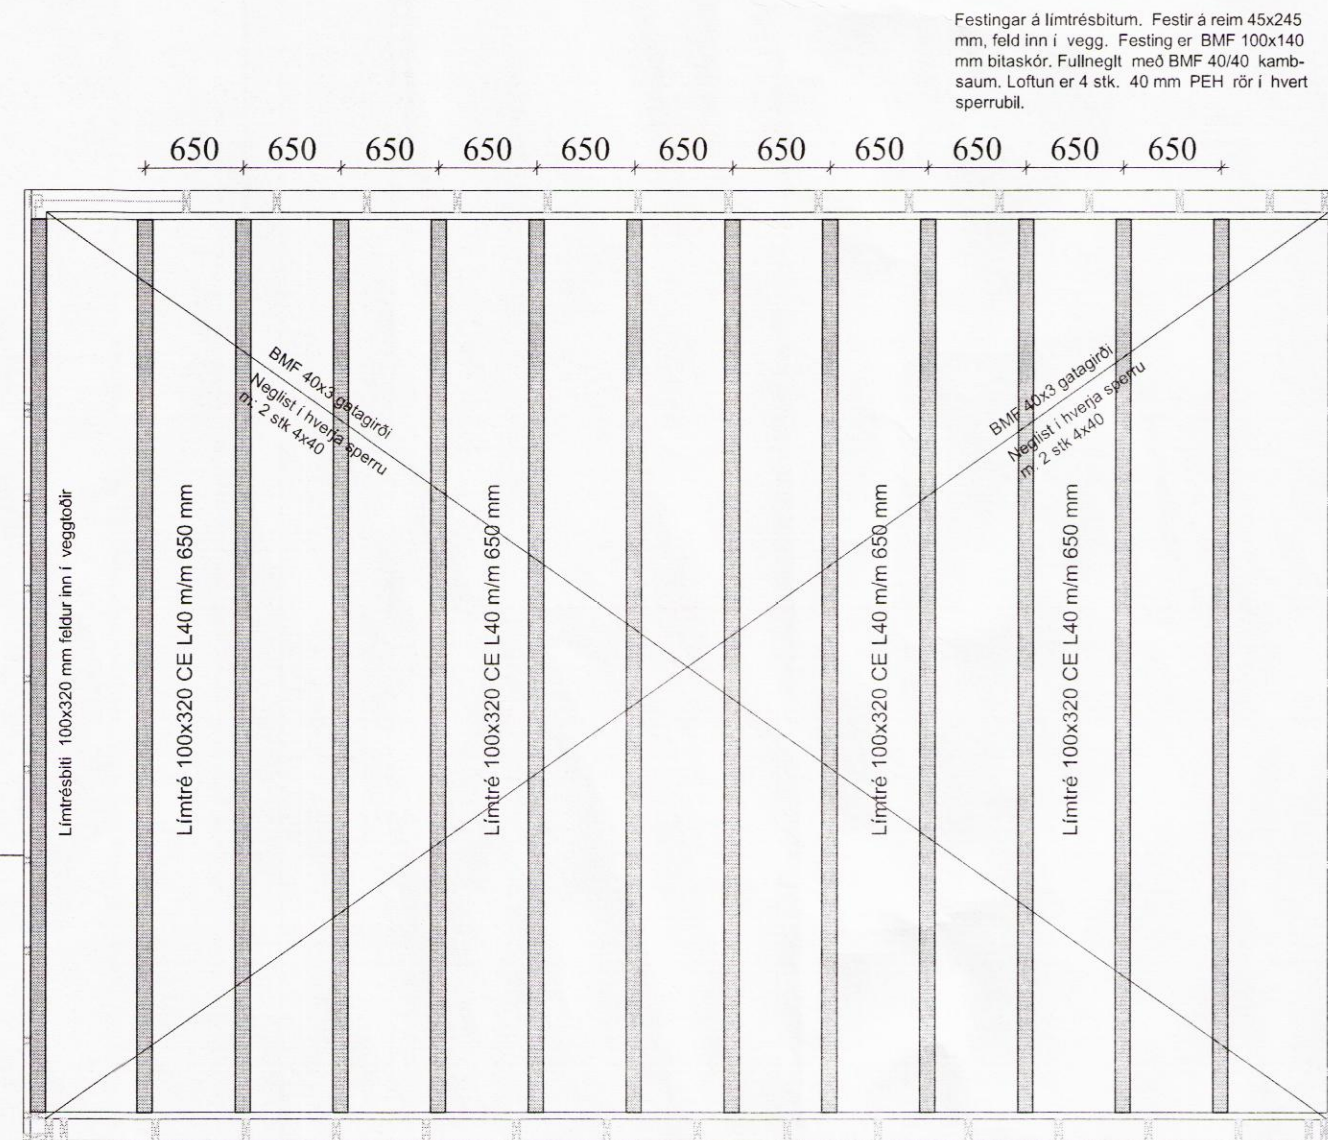 Festingar á límtrésbitum. Festir á reim 45x245
mm, feld inn í vegg. Festing er BMF 100x140
mm bitaskór. Fullneglt með BMF 40/40 kamb-
saum. Loftun er 4 stk. 40 mm PEH rör í hvert
sperrubil.
650 650 650 650 650 650 650 650 650 650 650
BMF 40x3 gatagirði
Neglist í hverja sperru
m. 2 stk 4x40
BMF 40x3 gatagirði
Neglist í hverja sperru
m. 2 stk 4x40
Límtrésbiti 100x320 mm feldur inn í veggtoðir
Límtré 100x320 CE L40 m/m 650 mm
Límtré 100x320 CE L40 m/m 650 mm
Límtré 100x320 CE L40 m/m 650 mm
Límtré 100x320 CE L40 m/m 650 mm